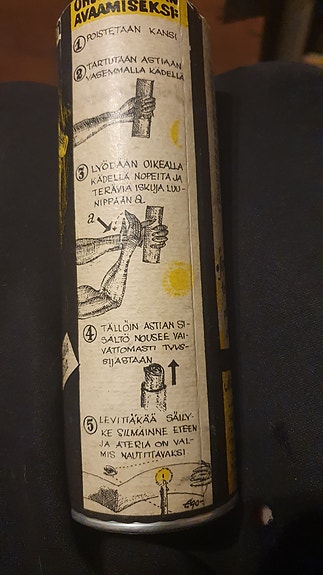 AVAAMISEKSI:
1 POISTETAAN KANSI
2 TARTUTAAN ASTIAAN
VASEMMALLA KÄDELLÄ
3 LYÖDÄÄN OIKEALLA
KÄDELLÄ NOPEITA JA
TERÄVIÄ ISKUJA LUU-
NIPPAAN a.
a
4 TÄLLÖIN ASTIAN SI-
SÄLTÖ NOUSEE VAI-
VATTOMASTI TYVS-
SIJASTAAN
5 LEVITTÄKÄÄ SÄILY-
KE SILMÄINNE ETEEN
JA ATERIA ON VAL-
MIS NAUTITTAVAKSI